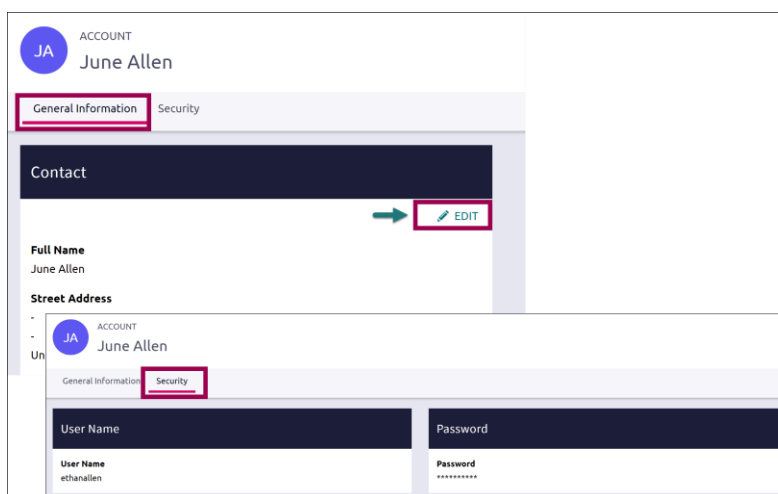 JA
ACCOUNT
June Allen
General Information Security
Contact
EDIT
Full Name
June Allen
Street Address
-
-
Un
JA
ACCOUNT
June Allen
General Information Security
User Name Password
User Name Password
ethanallen **********